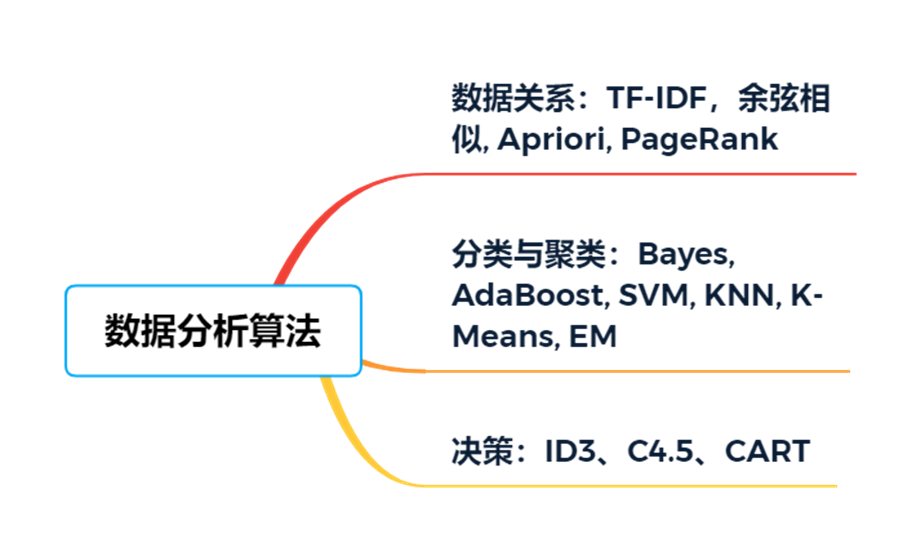 数据关系：TF-IDF，余弦相
似, Apriori, PageRank
分类与聚类：Bayes,
AdaBoost, SVM, KNN, K-
Means, EM
数据分析算法
决策：ID3、C4.5、CART